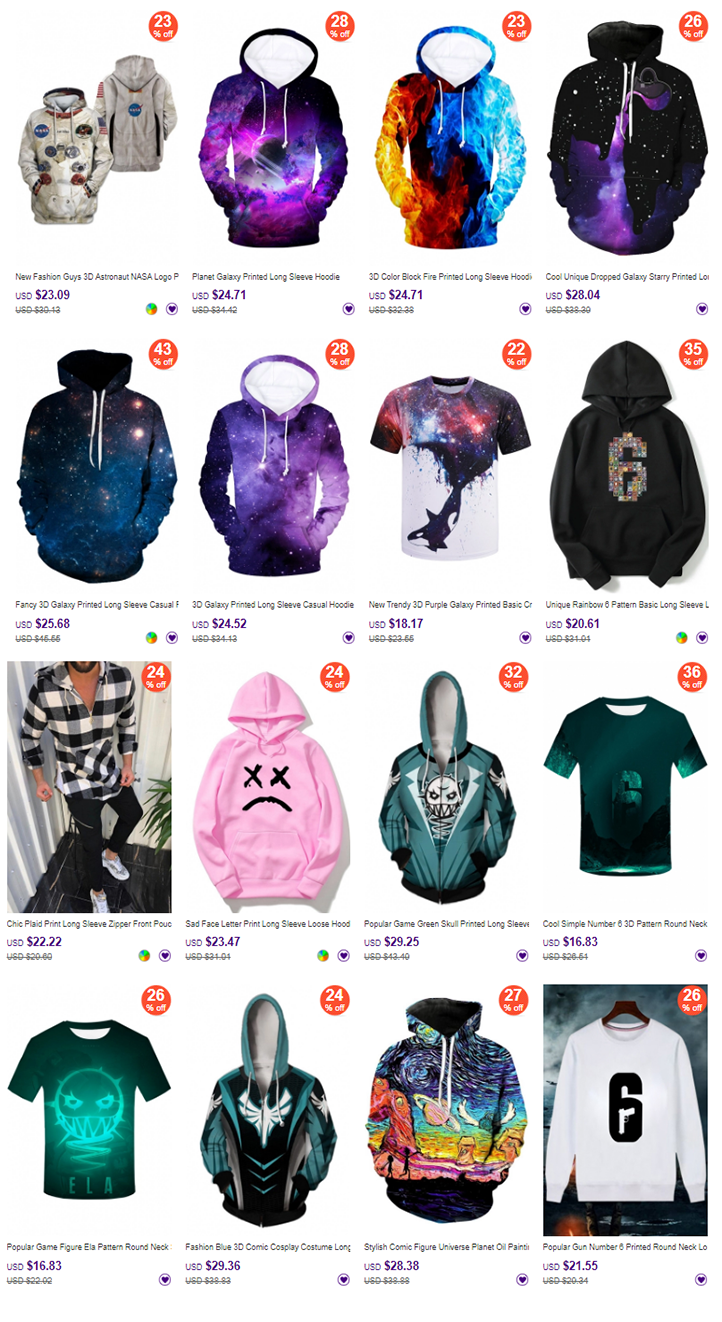 23
% off
28
% off
23
% off
26
% off
New Fashion Guys 3D Astronaut NASA Logo P
Planet Galaxy Printed Long Sleeve Hoodie
3D Color Block Fire Printed Long Sleeve Hoodi
Cool Unique Dropped Galaxy Starry Printed Lo
USD $23.09
USD $24.71
USD $24.71
USD $28.04
USD $30.13
USD $34.42
USD $32.38
USD $38.30
43
% off
28
% off
22
% off
35
% off
6
Fancy 3D Galaxy Printed Long Sleeve Casual F
3D Galaxy Printed Long Sleeve Casual Hoodie
New Trendy 3D Purple Galaxy Printed Basic Cr
Unique Rainbow 6 Pattern Basic Long Sleeve L
USD $25.68
USD $24.52
USD $18.17
USD $20.61
USD $45.55
USD $34.13
USD $23.55
USD $31.91
24
% off
24
% off
32
% off
36
% off
6
Chic Plaid Print Long Sleeve Zipper Front Pouc
Sad Face Letter Print Long Sleeve Loose Hood
Popular Game Green Skull Printed Long Sleeve
Cool Simple Number 6 3D Pattern Round Neck
USD $22.22
USD $23.47
USD $29.25
USD $16.83
USD $29.60
USD $31.01
USD $43.49
USD $26.51
26
% off
24
% off
27
% off
26
% off
ELA
6
Popular Game Figure Ela Pattern Round Neck
Fashion Blue 3D Comic Cosplay Costume Long
Stylish Comic Figure Universe Planet Oil Paintin
Popular Gun Number 6 Printed Round Neck Lo
USD $16.83
USD $29.36
USD $28.38
USD $21.55
USD $22.92
USD $38.83
USD $38.88
USD $29.34